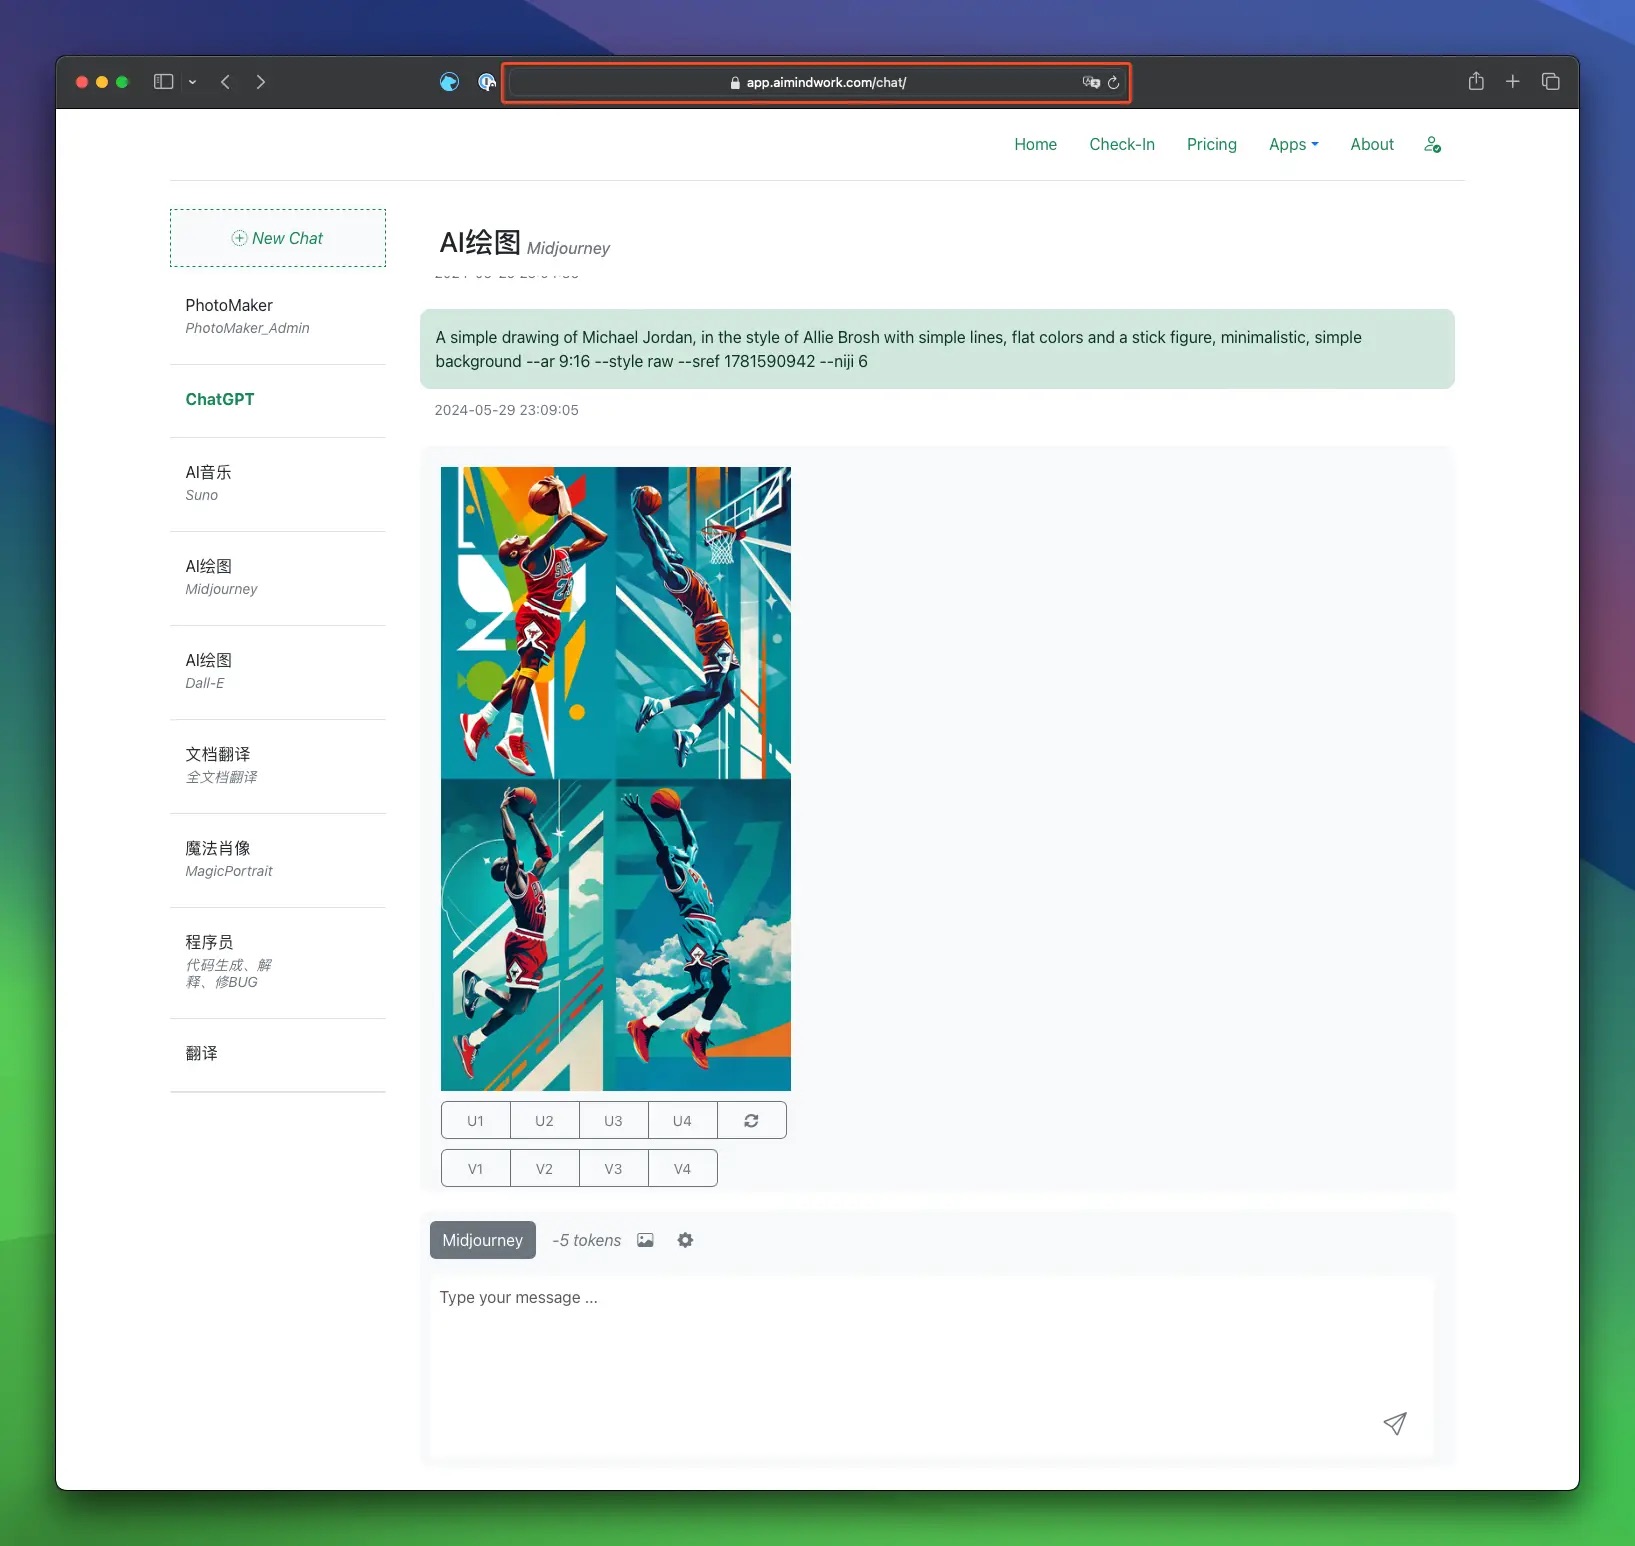 app.aimindwork.com/chat/
Home Check-In Pricing Apps About
New Chat
PhotoMaker
PhotoMaker_Admin
ChatGPT
AI音乐
Suno
AI绘图
Midjourney
AI绘图
Dall-E
文档翻译
全文档翻译
魔法肖像
MagicPortrait
程序员
代码生成、解
释、修BUG
翻译
AI绘图 Midjourney
A simple drawing of Michael Jordan, in the style of Allie Brosh with simple lines, flat colors and a stick figure, minimalistic, simple
background --ar 9:16 --style raw --sref 1781590942 --niji 6
2024-05-29 23:09:05
U1 U2 U3 U4
V1 V2 V3 V4
Midjourney -5 tokens
Type your message ...